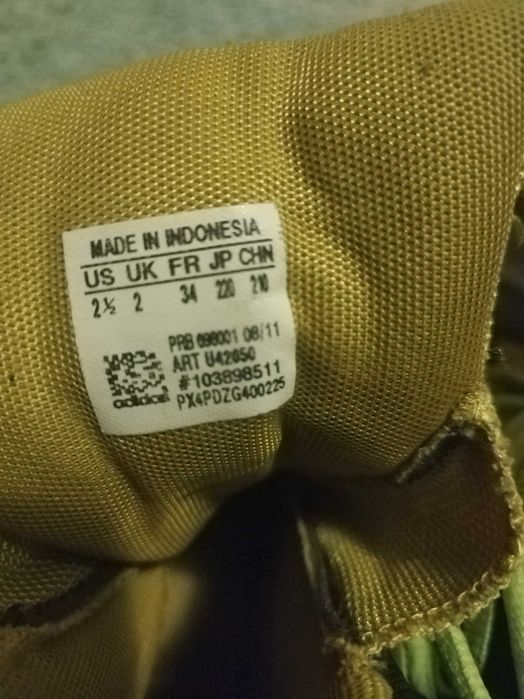 MADE IN INDONESIA
US UK FR JP CHN
2½ 2 34 220 210
PRB 698001 08/11
ART U42650
#103898511
adidas PX4PDZG400225